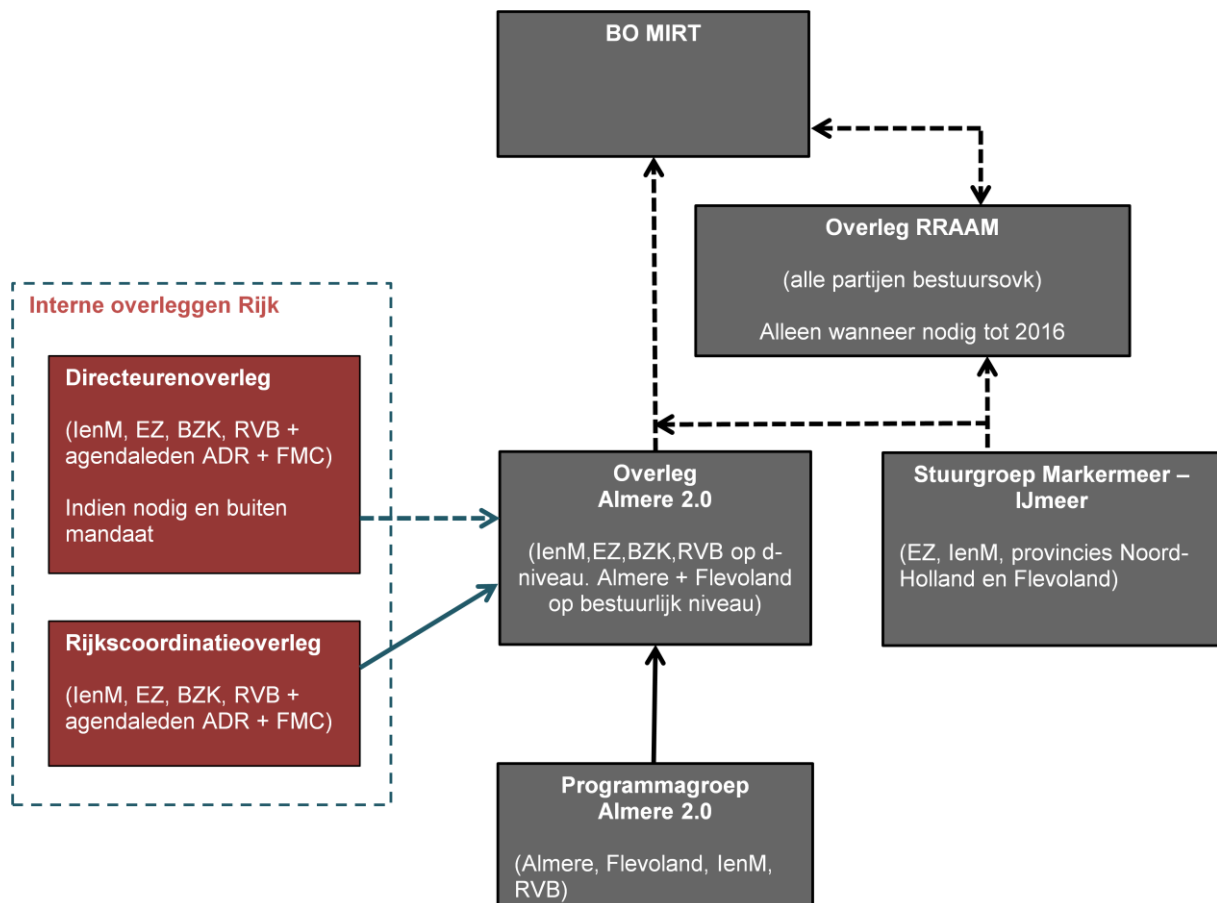 BO MIRT
Overleg RRAAM
(alle partijen bestuursovk)
Alleen wanneer nodig tot 2016
Interne overleggen Rijk
Directeurenoverleg
(IenM, EZ, BZK, RVB +
agendaleden ADR + FMC)
Indien nodig en buiten
mandaat
Rijkscoordinatieoverleg
(IenM, EZ, BZK, RVB +
agendaleden ADR + FMC)
Overleg
Almere 2.0
(IenM,EZ,BZK,RVB op d-
niveau. Almere + Flevoland
op bestuurlijk niveau)
Stuurgroep Markermeer –
IJmeer
(EZ, IenM, provincies Noord-
Holland en Flevoland)
Programmagroep
Almere 2.0
(Almere, Flevoland, IenM,
RVB)